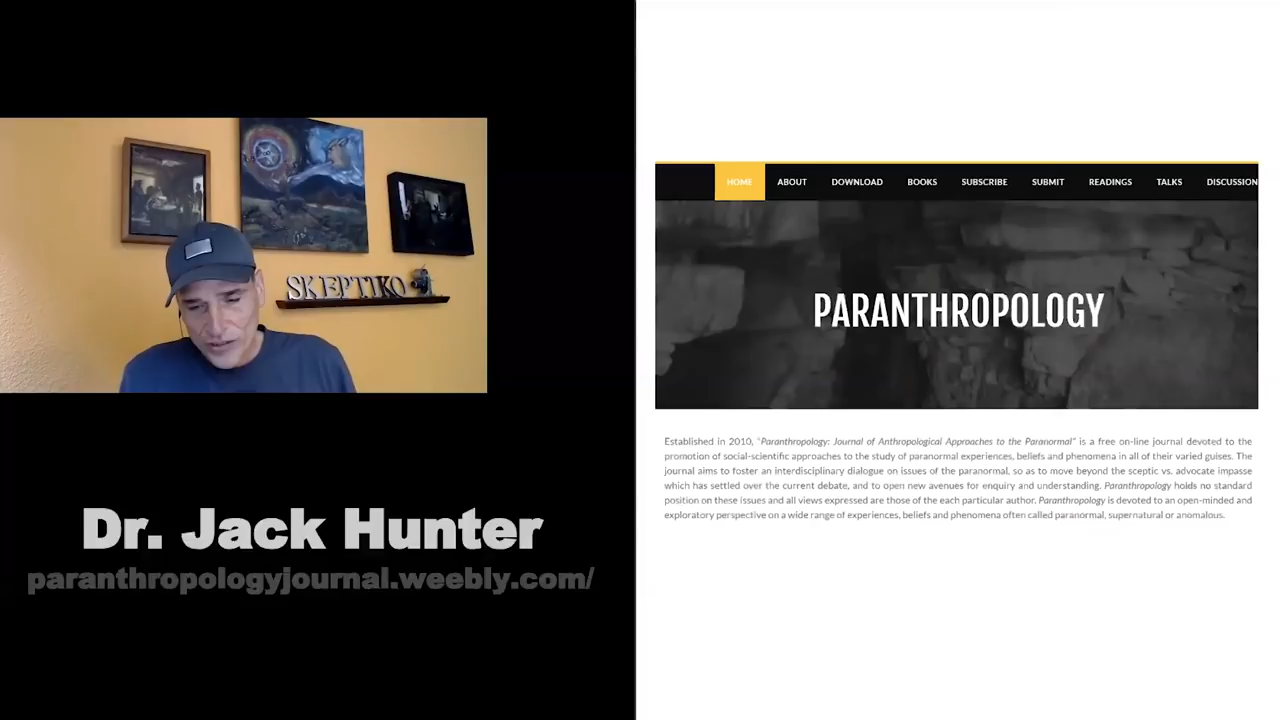 SKEPTIKO
Dr. Jack Hunter
paranthropologyjournal.weebly.com/
HOME ABOUT DOWNLOAD BOOKS SUBSCRIBE SUBMIT READINGS TALKS DISCUSSION
PARANTHROPOLOGY
Established in 2010, "Paranthropology: Journal of Anthropological Approaches to the Paranormal" is a free on-line journal devoted to the
promotion of social-scientific approaches to the study of paranormal experiences, beliefs and phenomena in all of their varied guises. The
journal aims to foster an interdisciplinary dialogue on issues of the paranormal, so as to move beyond the sceptic vs. advocate impasse
which has settled over the current debate, and to open new avenues for enquiry and understanding. Paranthropology holds no standard
position on these issues and all views expressed are those of the each particular author. Paranthropology is devoted to an open-minded and
exploratory perspective on a wide range of experiences, beliefs and phenomena often called paranormal, supernatural or anomalous.